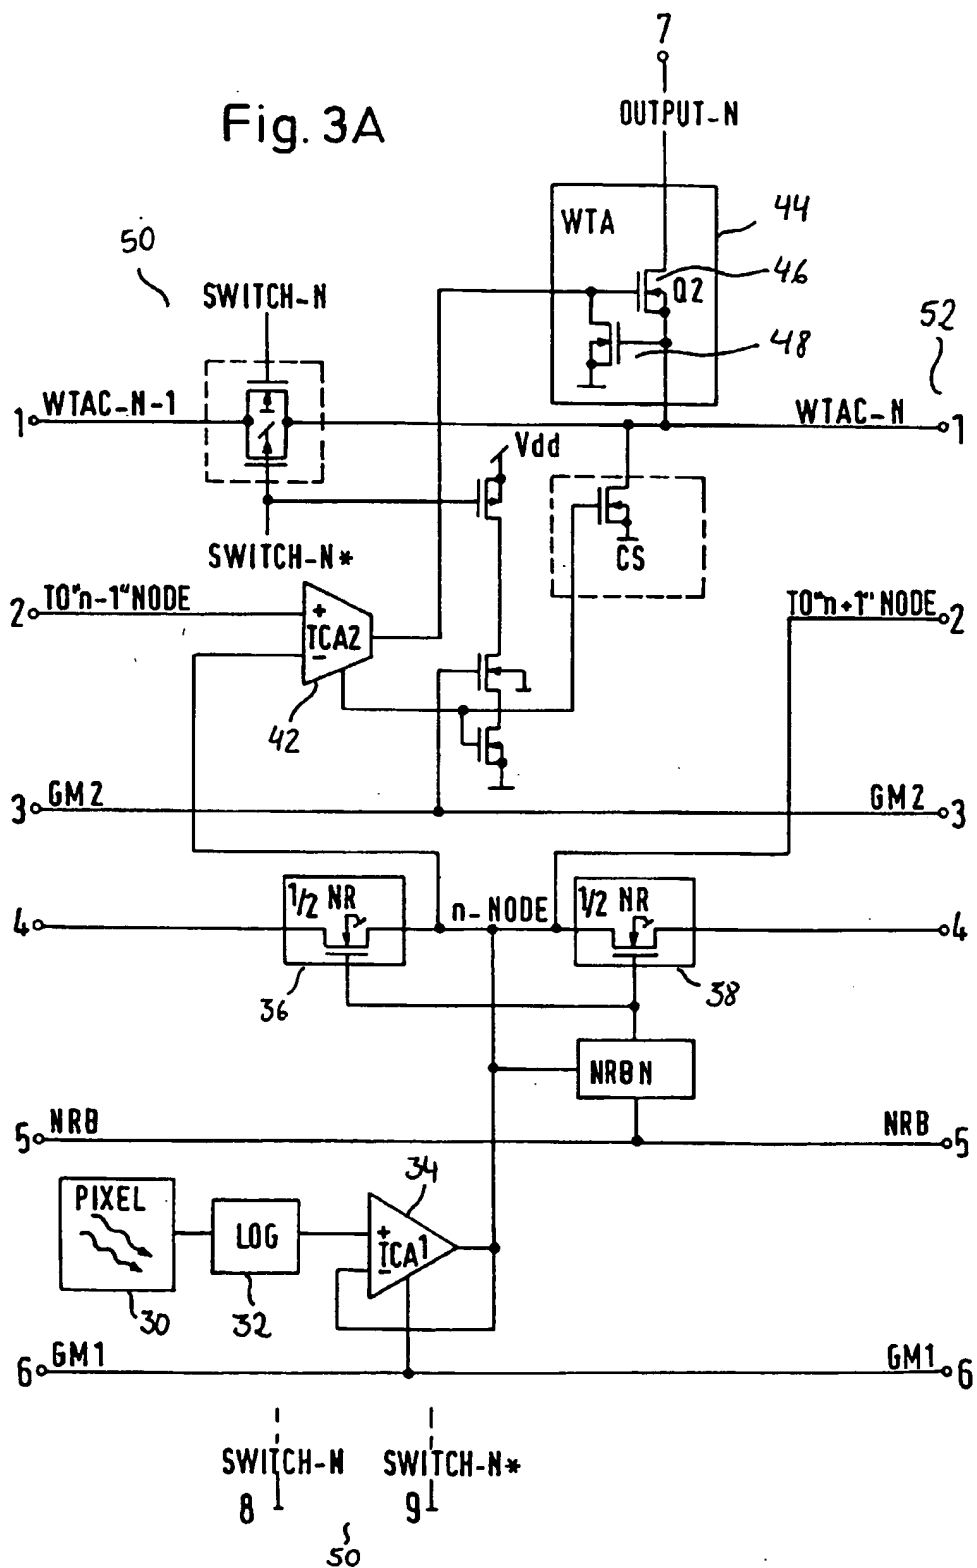 7
OUTPUT-N
Fig. 3A
WTA
44
46
Q2
48
50
SWITCH-N
52
1 WTAC-N-1
WTAC-N 1
Vdd
CS
SWITCH-N*
2 TO"n-1"NODE
TO"n+1"NODE 2
+
TCA2
−
42
3 GM2
GM2 3
1/2 NR
n-NODE
1/2 NR
4
4
36
38
NRBN
5 NRB
NRB 5
PIXEL
LOG
+
TCA1
−
34
30
32
6 GM1
GM1 6
SWITCH-N
SWITCH-N*
8
9
50